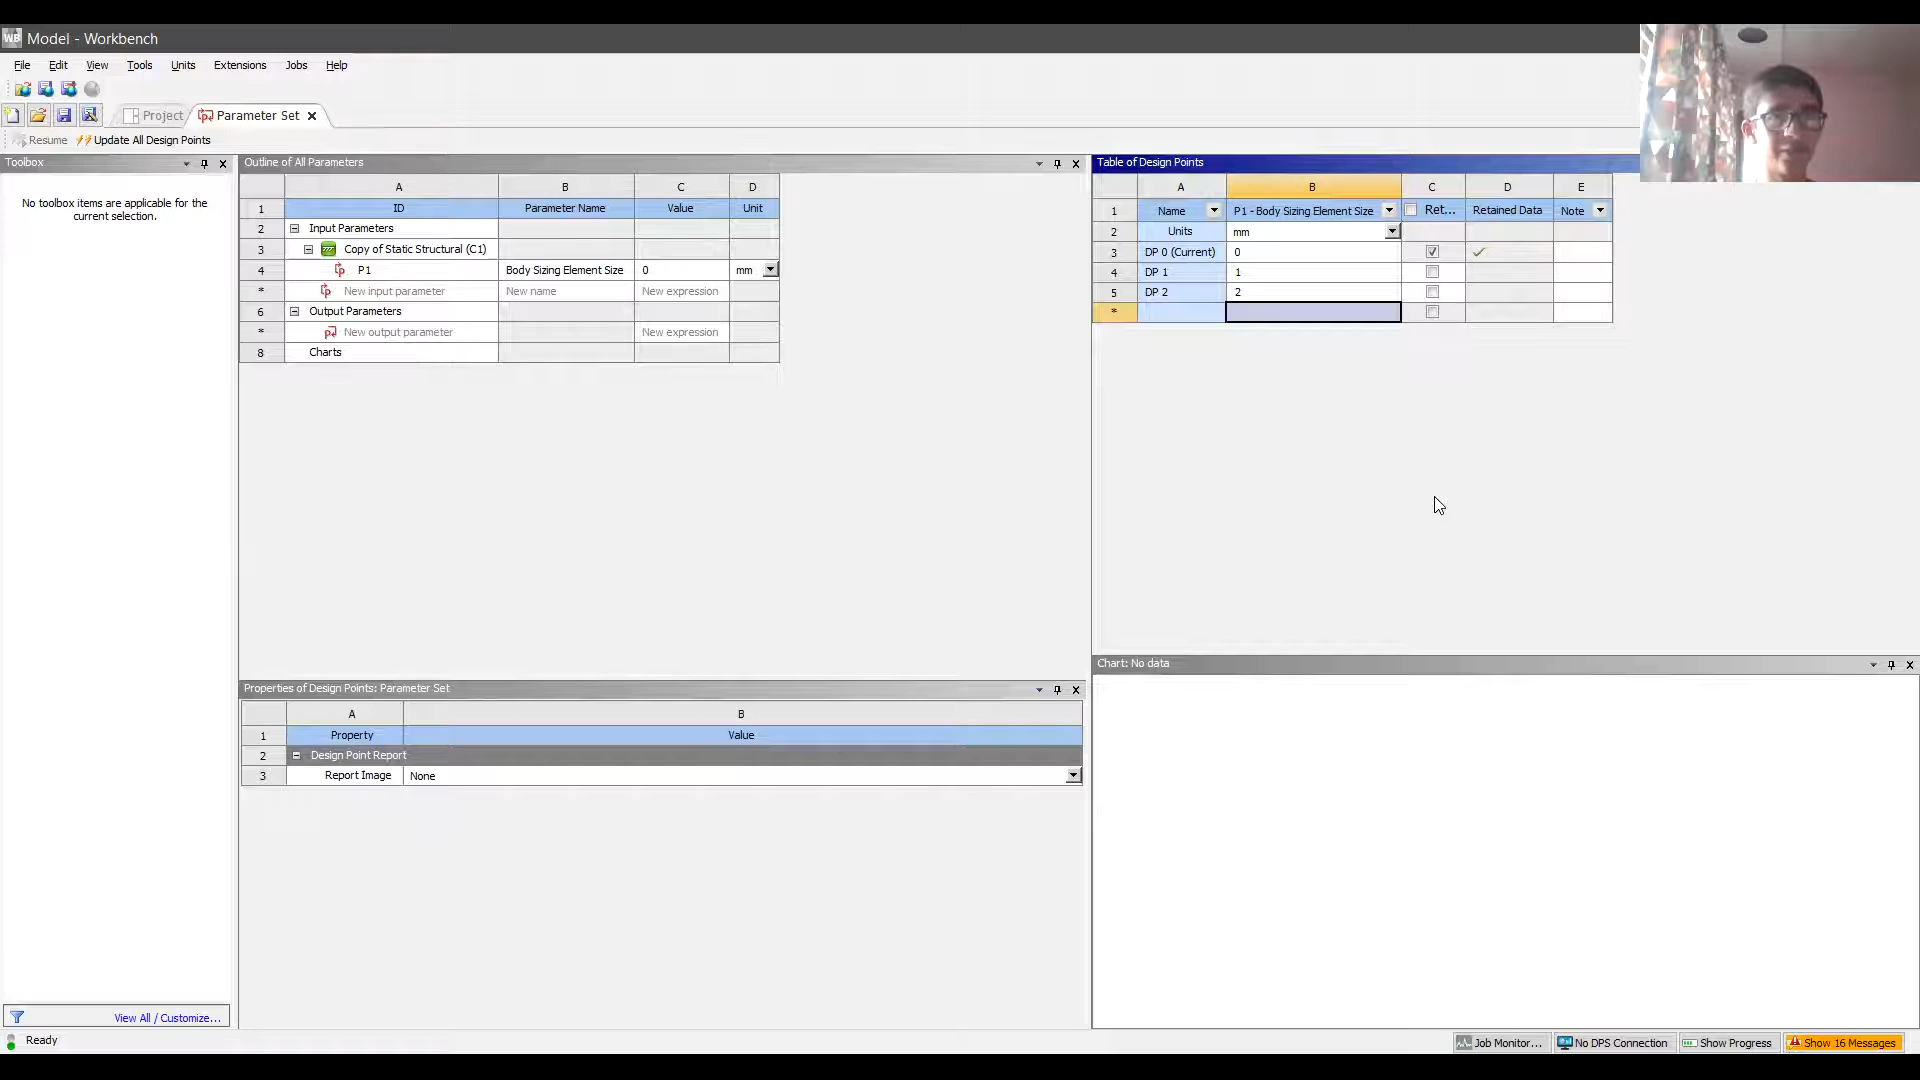 WB Model - Workbench
File Edit View Tools Units Extensions Jobs Help
Project Parameter Set
Resume Update All Design Points
Toolbox
No toolbox items are applicable for the
current selection.
View All / Customize...
Outline of All Parameters
A B C D
1 ID Parameter Name Value Unit
2 Input Parameters
3 Copy of Static Structural (C1)
4 P1 Body Sizing Element Size 0 mm
* New input parameter New name New expression
6 Output Parameters
* New output parameter New expression
8 Charts
Properties of Design Points: Parameter Set
A B
1 Property Value
2 Design Point Report
3 Report Image None
Table of Design Points
A B C D E
1 Name P1 - Body Sizing Element Size Ret... Retained Data Note
2 Units mm
3 DP 0 (Current) 0
4 DP 1 1
5 DP 2 2
*
Chart: No data
Ready
Job Monitor... No DPS Connection Show Progress Show 16 Messages